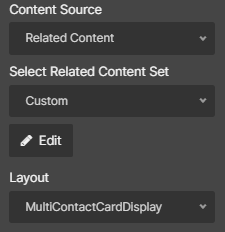 Content Source
Related Content
Select Related Content Set
Custom
Edit
Layout
MultiContactCardDisplay